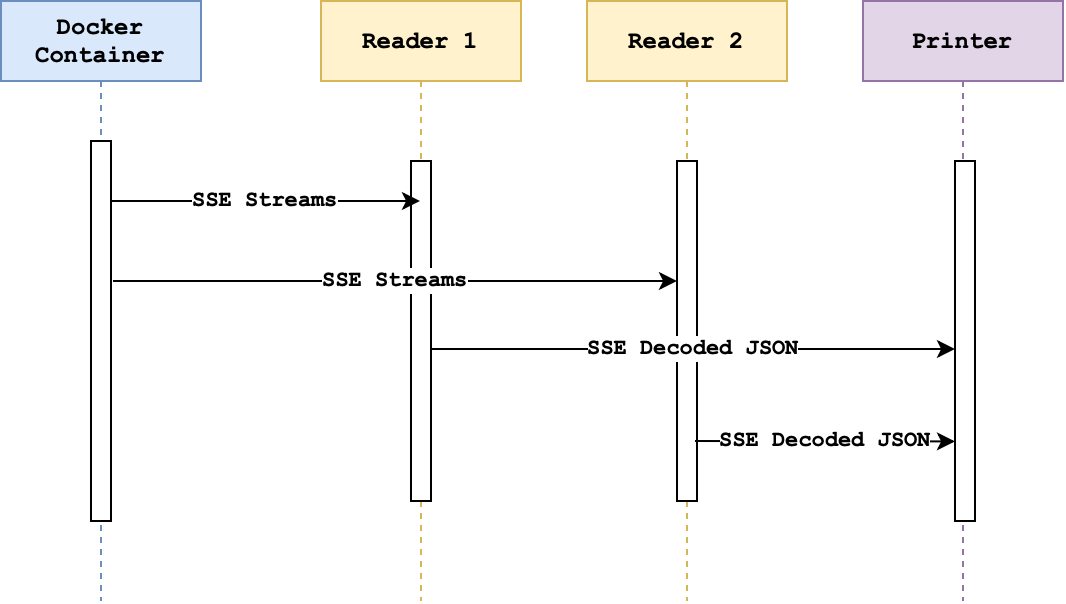 Docker
Container
Reader 1
Reader 2
Printer
SSE Streams
SSE Streams
SSE Decoded JSON
SSE Decoded JSON